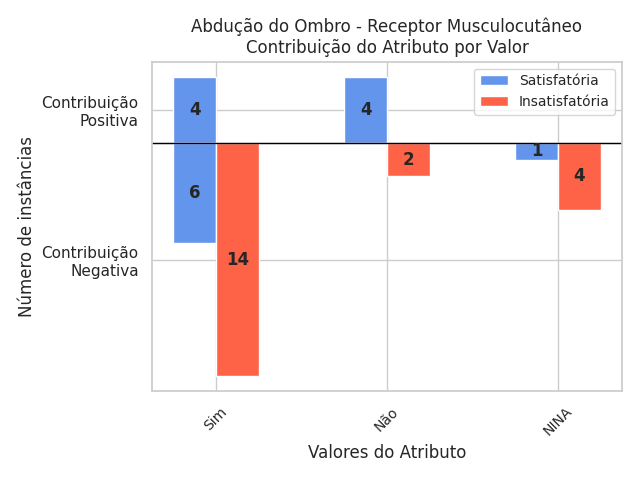 Abdução do Ombro - Receptor Musculocutâneo
Contribuição do Atributo por Valor
Satisfatória
Insatisfatória
Contribuição
Positiva
Contribuição
Negativa
Número de instâncias
4
6
14
4
2
1
4
Sim
Não
NINA
Valores do Atributo